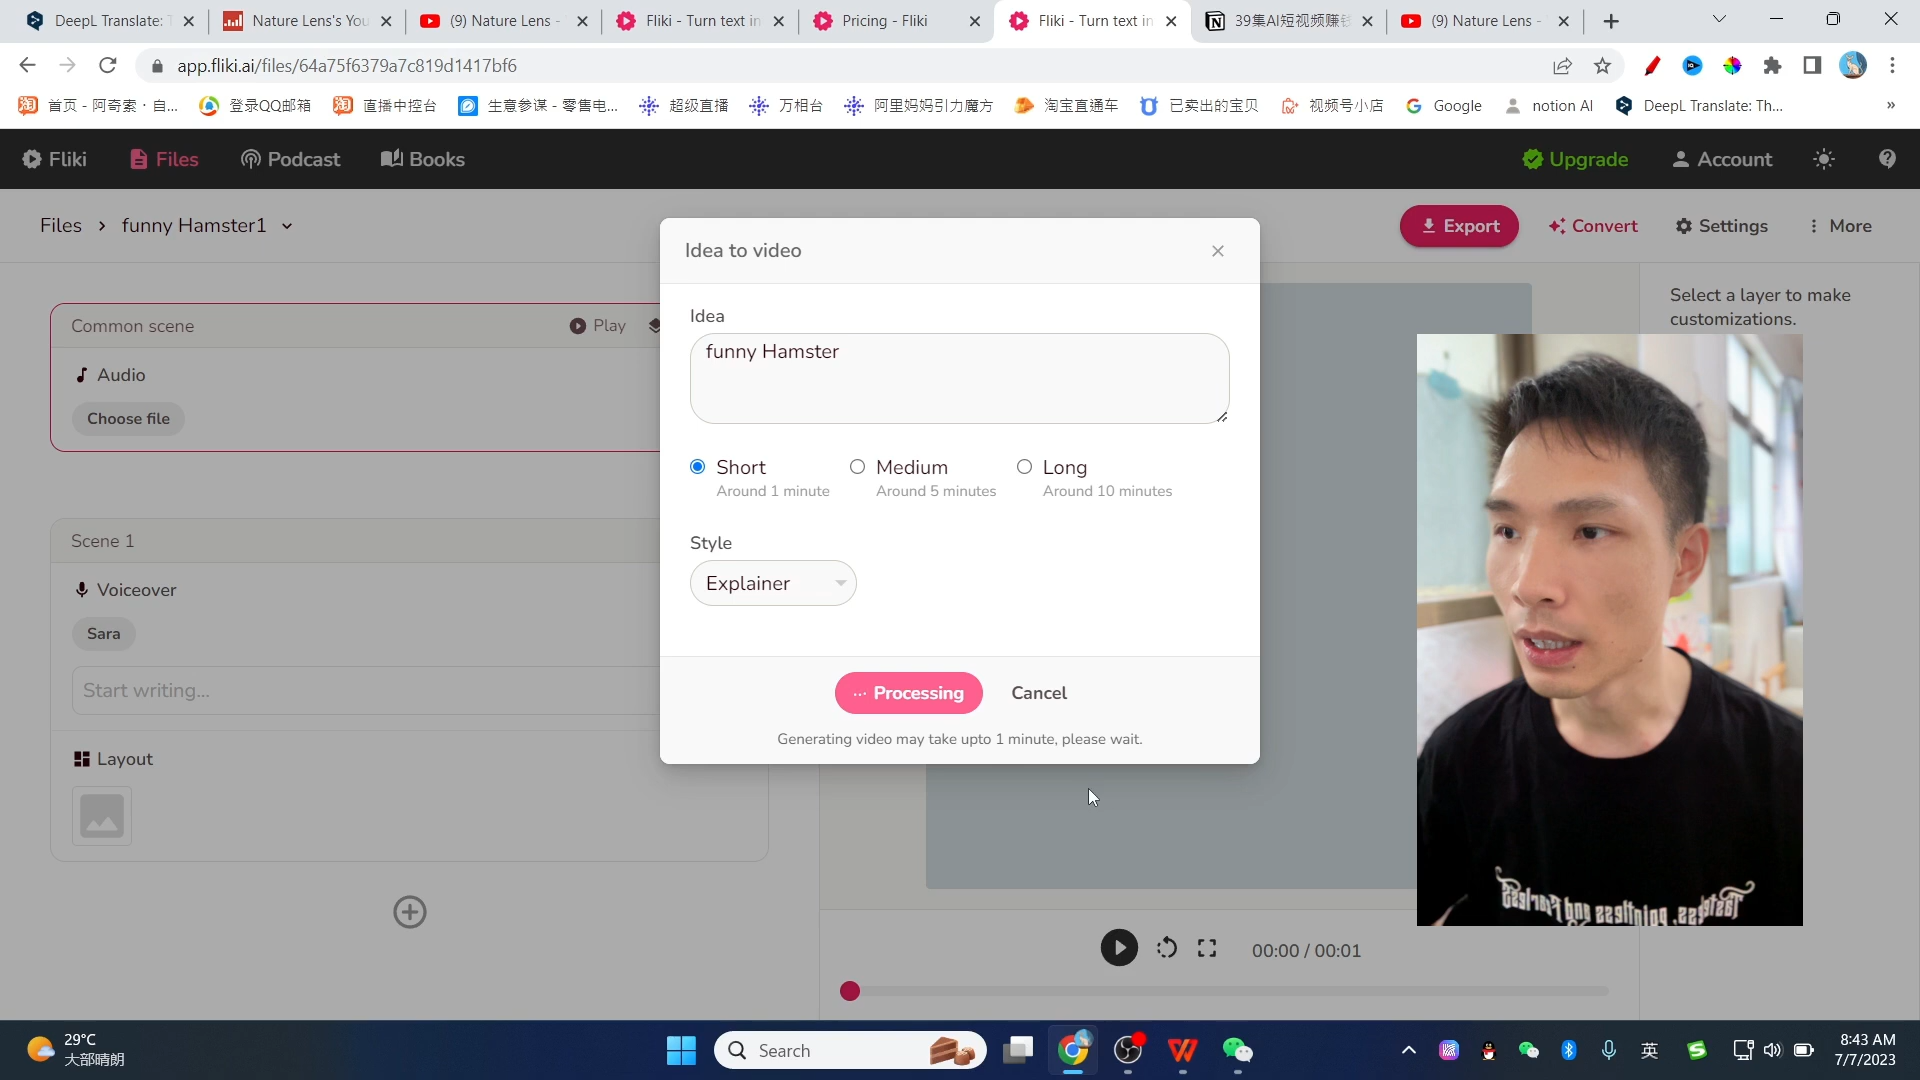 DeepL Translate: T
Nature Lens's You
(9) Nature Lens -
Fliki - Turn text in
Pricing - Fliki
Fliki - Turn text in
39集AI短视频赚钱
(9) Nature Lens -
app.fliki.ai/files/64a75f6379a7c819d1417bf6
首页 - 阿奇索 · 自...
登录QQ邮箱
直播中控台
生意参谋 - 零售电...
超级直播
万相台
阿里妈妈引力魔方
淘宝直通车
已卖出的宝贝
视频号小店
Google
notion AI
DeepL Translate: Th...
»
Fliki
Files
Podcast
Books
Upgrade
Account
Files › funny Hamster1
Export
Convert
Settings
More
Idea to video
Common scene
Play
Audio
Choose file
Idea
funny Hamster
Short
Around 1 minute
Medium
Around 5 minutes
Long
Around 10 minutes
Style
Explainer
Processing
Cancel
Generating video may take upto 1 minute, please wait.
Scene 1
Voiceover
Sara
Start writing...
Layout
Select a layer to make
customizations.
00:00 / 00:01
29°C
大部晴朗
Search
英
8:43 AM
7/7/2023